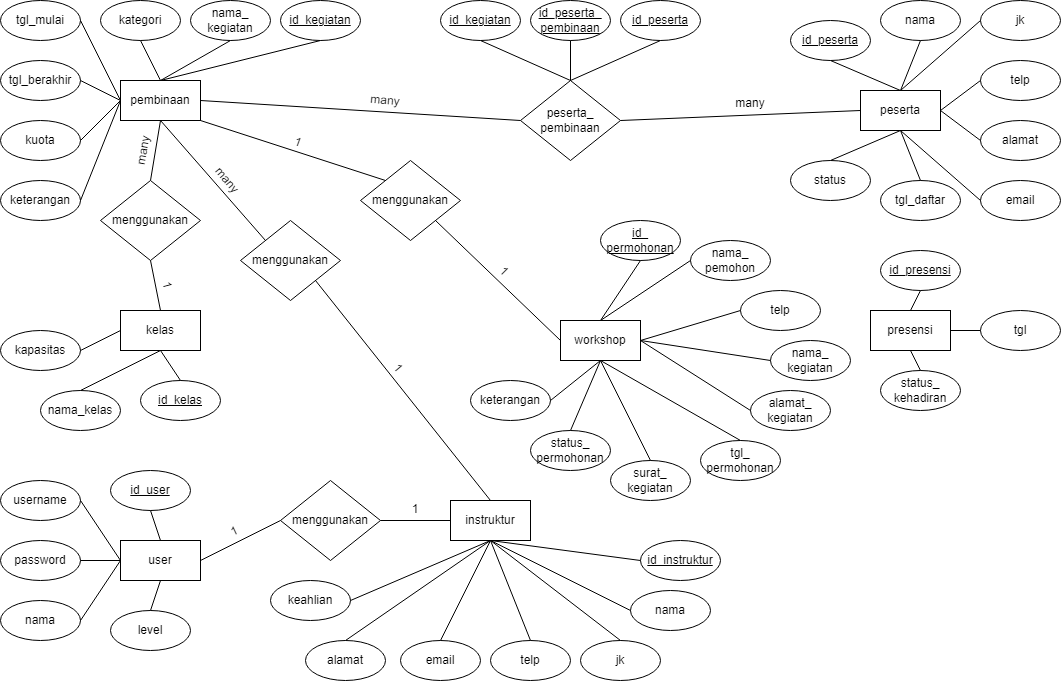 tgl_mulai
kategori
nama_
kegiatan
id_kegiatan
id_kegiatan
id_peserta_
pembinaan
id_peserta
nama
jk
id_peserta
tgl_berakhir
pembinaan
many
peserta_
pembinaan
many
peserta
telp
kuota
many
1
alamat
many
status
keterangan
menggunakan
menggunakan
tgl_daftar
email
menggunakan
id_
permohonan
nama_
pemohon
id_presensi
1
1
telp
kelas
presensi
tgl
workshop
kapasitas
nama_
kegiatan
1
status_
kehadiran
nama_kelas
id_kelas
keterangan
alamat_
kegiatan
status_
permohonan
tgl_
permohonan
surat_
kegiatan
username
id_user
1
menggunakan
1
instruktur
password
user
id_instruktur
keahlian
nama
nama
level
alamat
email
telp
jk